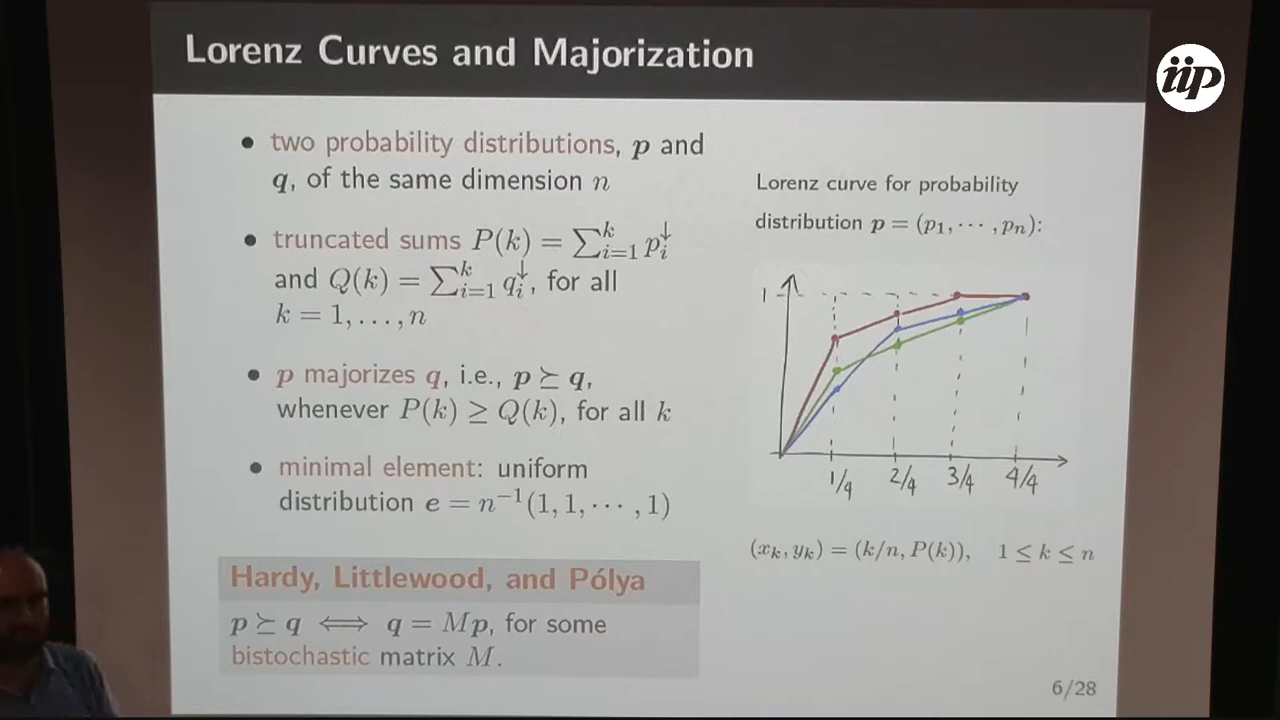 Lorenz Curves and Majorization
iip
• two probability distributions, p and
q, of the same dimension n
• truncated sums P(k) = ∑_{i=1}^{k} p_i^↓
and Q(k) = ∑_{i=1}^{k} q_i^↓, for all
k = 1, . . . , n
• p majorizes q, i.e., p ⪰ q,
whenever P(k) ≥ Q(k), for all k
• minimal element: uniform
distribution e = n^{−1}(1, 1, ⋯ , 1)
Hardy, Littlewood, and Pólya
p ⪰ q ⟺ q = Mp, for some
bistochastic matrix M.
Lorenz curve for probability
distribution p = (p_1, ⋯ , p_n):
1
1/4 2/4 3/4 4/4
(x_k, y_k) = (k/n, P(k)), 1 ≤ k ≤ n
6/28